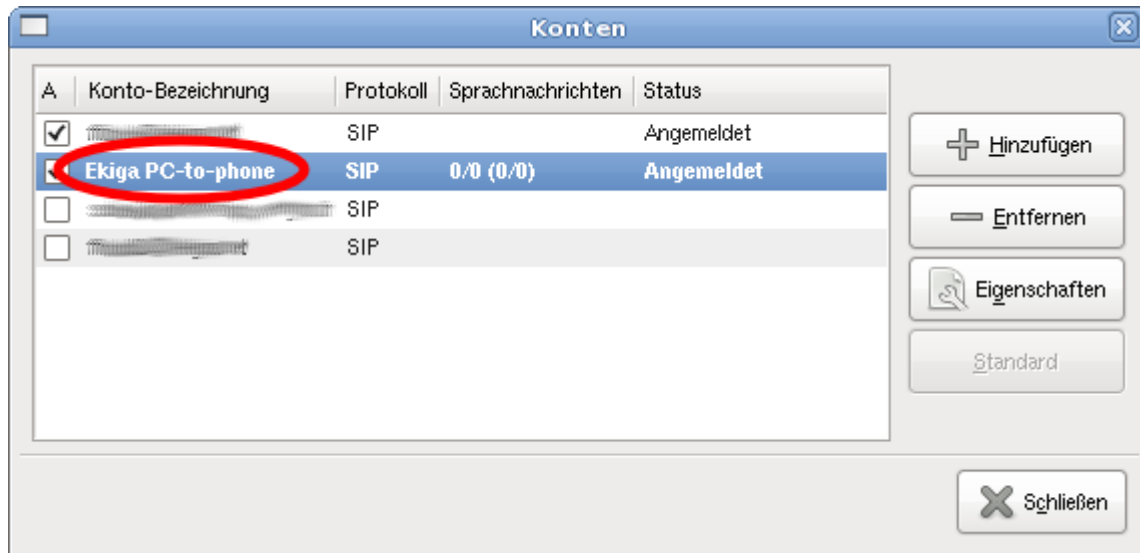 Konten
A Konto-Bezeichnung Protokoll Sprachnachrichten Status
SIP Angemeldet
Ekiga PC-to-phone SIP 0/0 (0/0) Angemeldet
SIP
SIP
Hinzufügen
Entfernen
Eigenschaften
Standard
Schließen